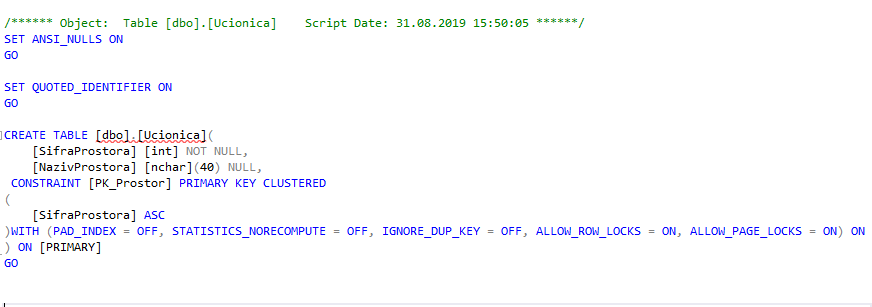 /****** Object:  Table [dbo].[Ucionica]    Script Date: 31.08.2019 15:50:05 ******/
SET ANSI_NULLS ON
GO
SET QUOTED_IDENTIFIER ON
GO
CREATE TABLE [dbo].[Ucionica](
[SifraProstora] [int] NOT NULL,
[NazivProstora] [nchar](40) NULL,
CONSTRAINT [PK_Prostor] PRIMARY KEY CLUSTERED
(
[SifraProstora] ASC
)WITH (PAD_INDEX = OFF, STATISTICS_NORECOMPUTE = OFF, IGNORE_DUP_KEY = OFF, ALLOW_ROW_LOCKS = ON, ALLOW_PAGE_LOCKS = ON) ON
) ON [PRIMARY]
GO